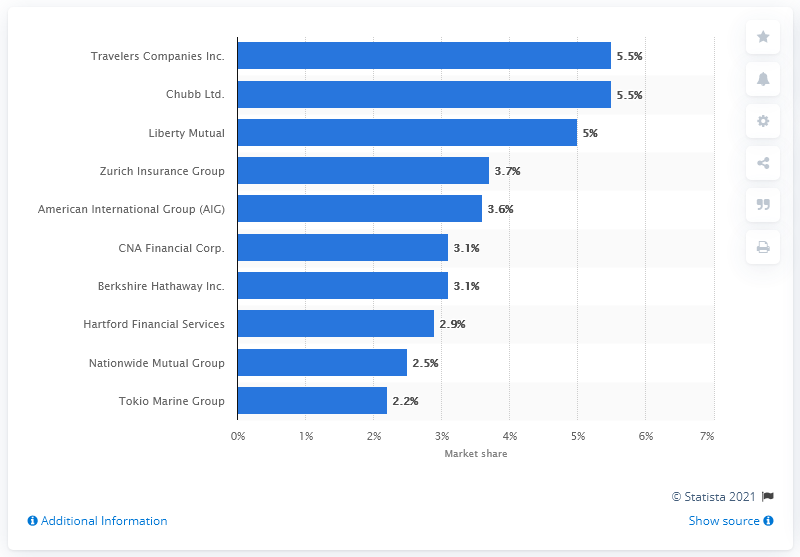 Travelers Companies Inc. 5.5%
Chubb Ltd. 5.5%
Liberty Mutual 5%
Zurich Insurance Group 3.7%
American International Group (AIG) 3.6%
CNA Financial Corp. 3.1%
Berkshire Hathaway Inc. 3.1%
Hartford Financial Services 2.9%
Nationwide Mutual Group 2.5%
Tokio Marine Group 2.2%
0% 1% 2% 3% 4% 5% 6% 7%
Market share
© Statista 2021
Additional Information Show source